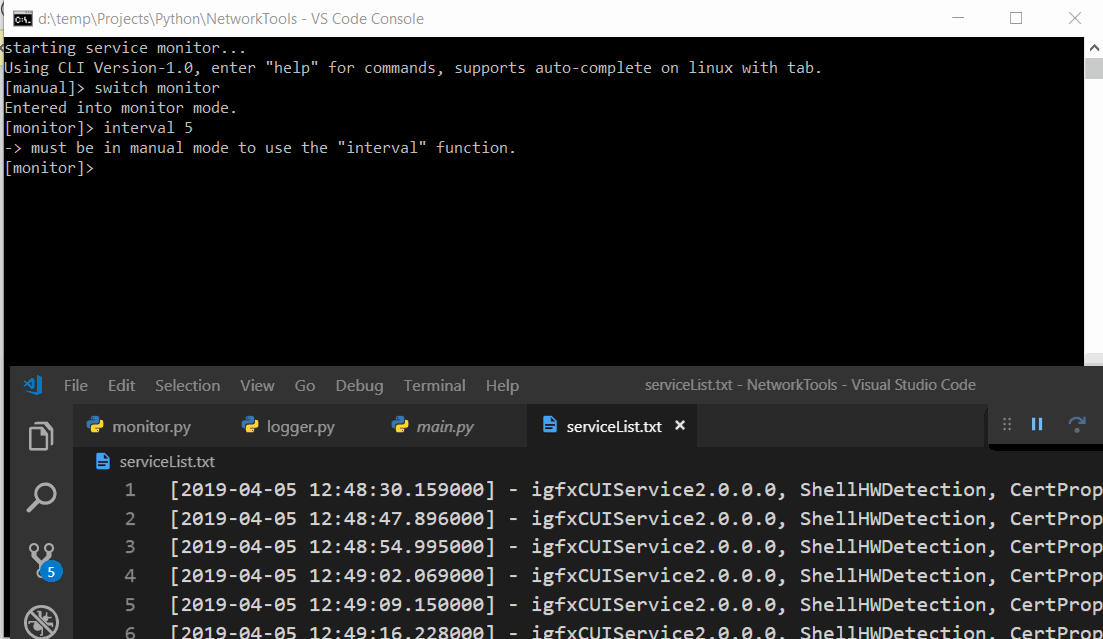 d:\temp\Projects\Python\NetworkTools - VS Code Console
starting service monitor...
Using CLI Version-1.0, enter "help" for commands, supports auto-complete on linux with tab.
[manual]> switch monitor
Entered into monitor mode.
[monitor]> interval 5
-> must be in manual mode to use the "interval" function.
[monitor]>
File Edit Selection View Go Debug Terminal Help serviceList.txt - NetworkTools - Visual Studio Code
monitor.py logger.py main.py serviceList.txt ×
serviceList.txt
1 [2019-04-05 12:48:30.159000] - igfxCUIService2.0.0.0, ShellHWDetection, CertProp
2 [2019-04-05 12:48:47.896000] - igfxCUIService2.0.0.0, ShellHWDetection, CertProp
3 [2019-04-05 12:48:54.995000] - igfxCUIService2.0.0.0, ShellHWDetection, CertProp
4 [2019-04-05 12:49:02.069000] - igfxCUIService2.0.0.0, ShellHWDetection, CertProp
5
5 [2019-04-05 12:49:09.150000] - igfxCUIService2.0.0.0, ShellHWDetection, CertProp
6 [2019-04-05 12:49:16.228000] - igfxCUIService2.0.0.0, ShellHWDetection, CertProp